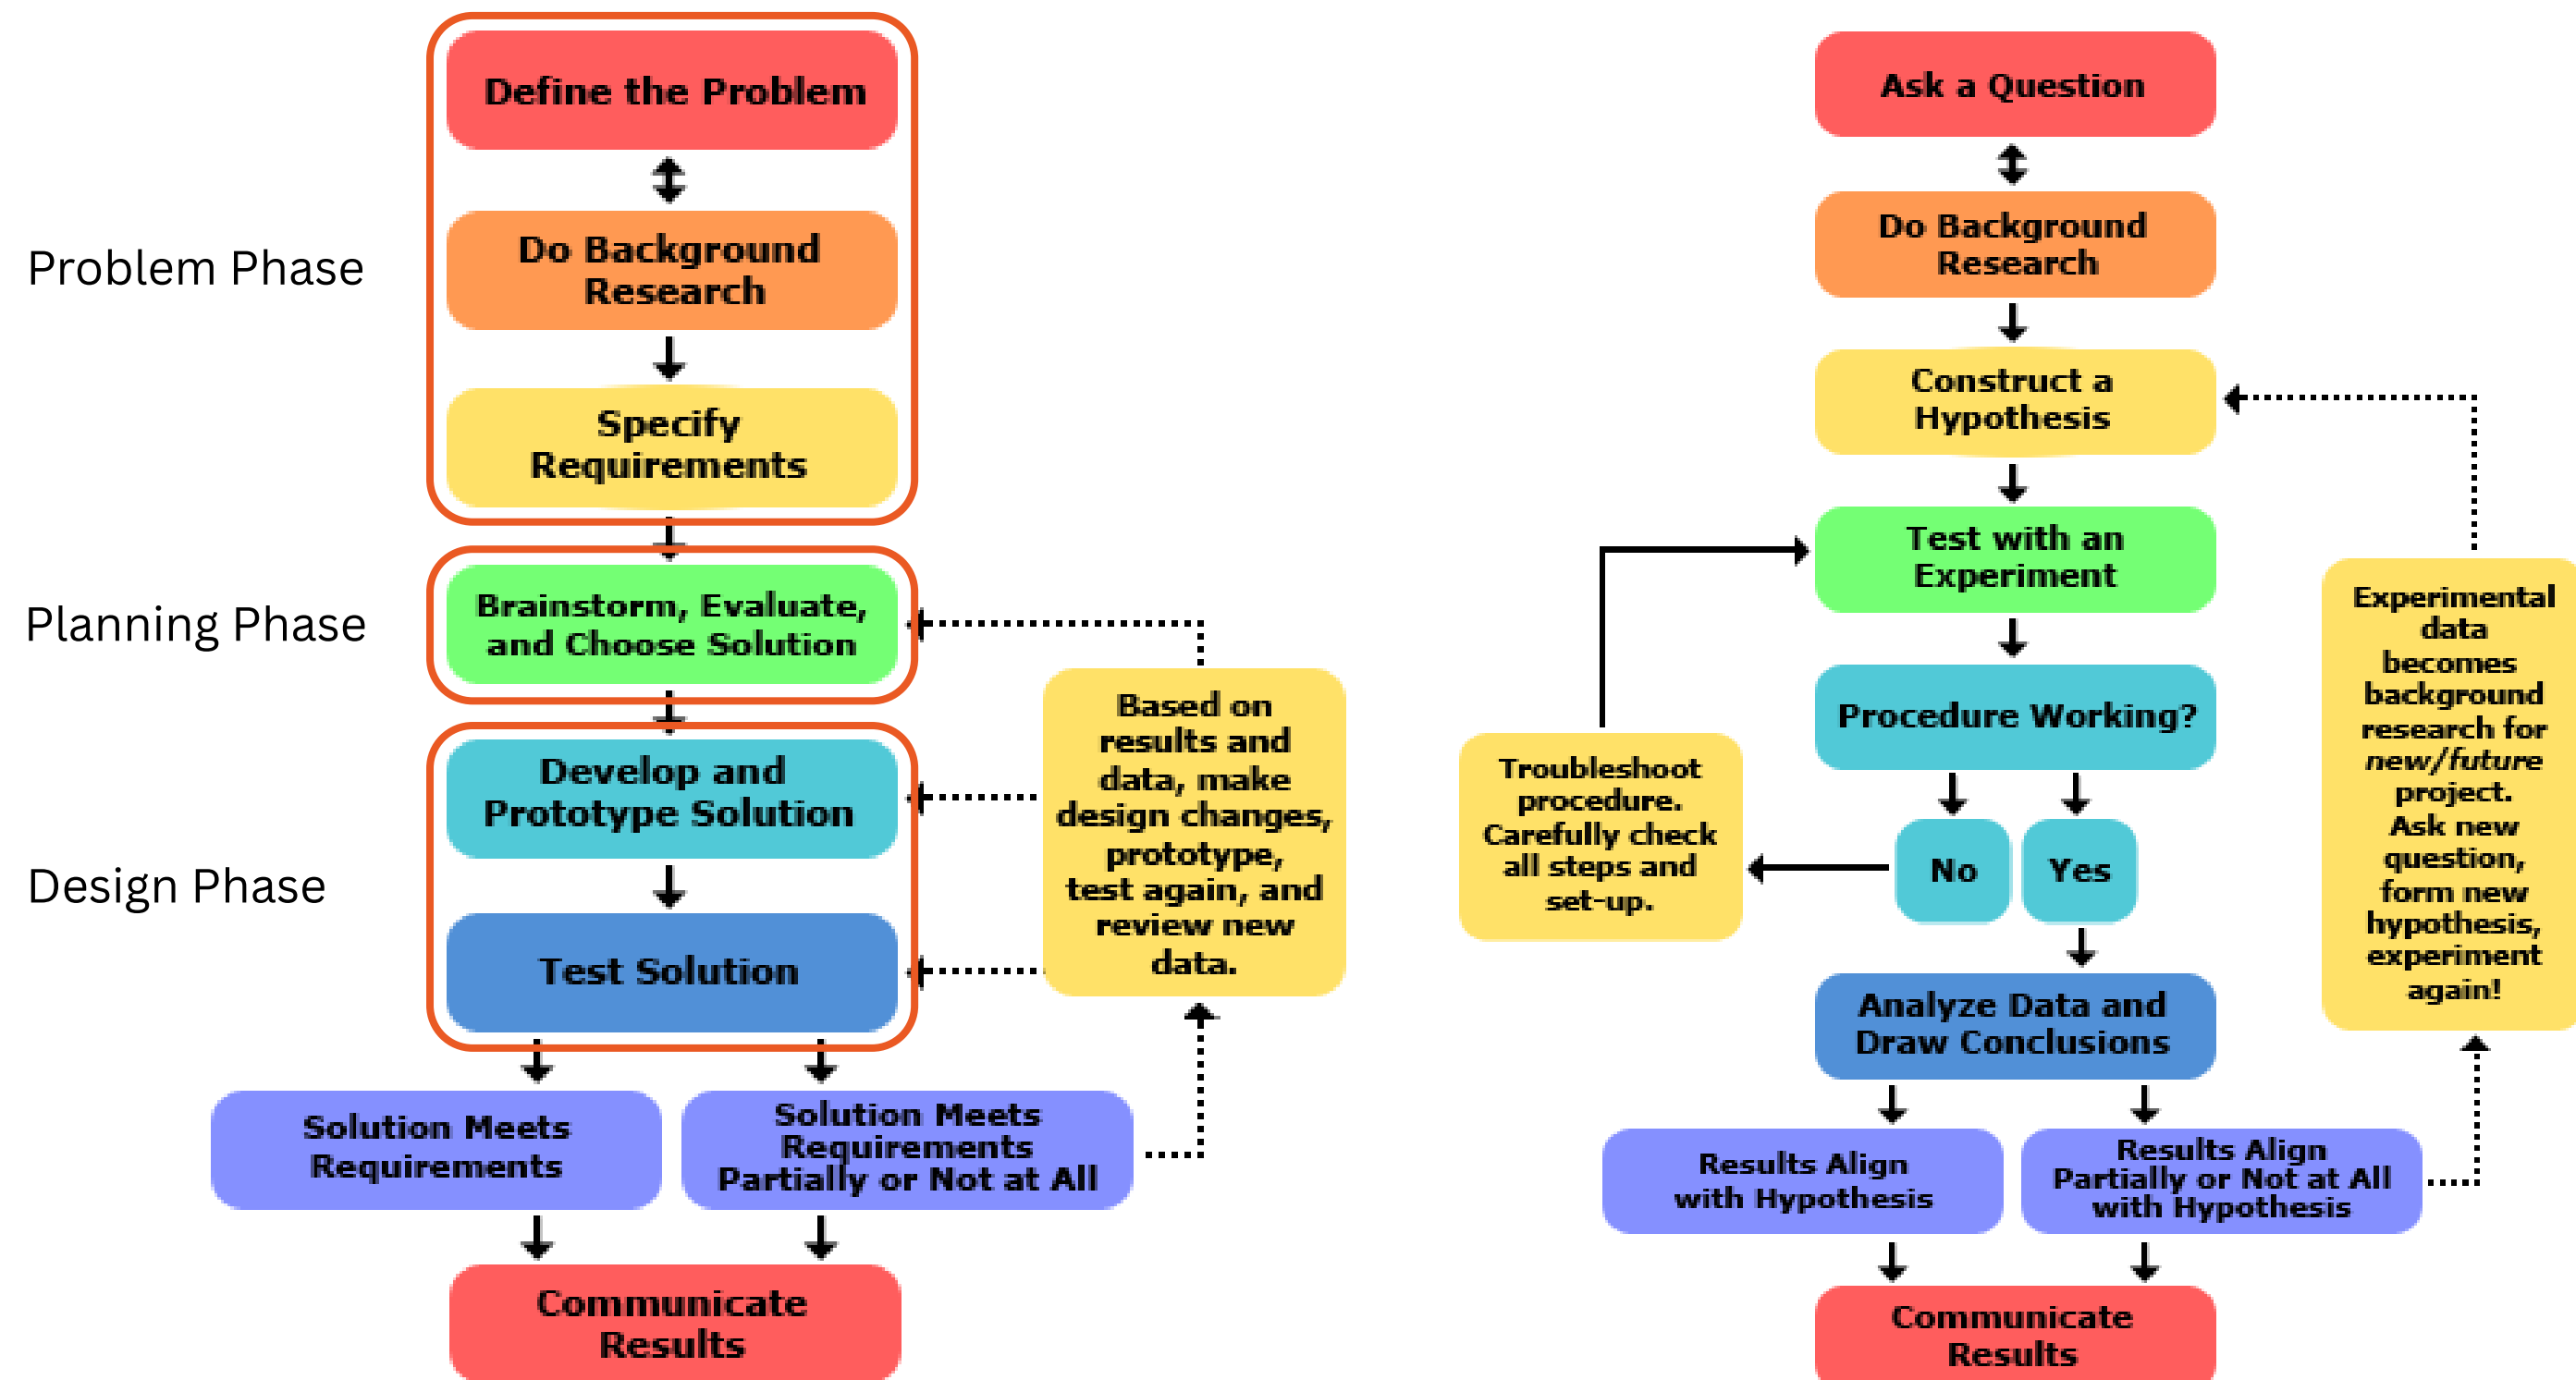 Define the Problem
Problem Phase
Do Background
Research
Specify
Requirements
Planning Phase
Brainstorm, Evaluate,
and Choose Solution
Design Phase
Develop and
Prototype Solution
Test Solution
Based on
results and
data, make
design changes,
prototype,
test again, and
review new
data.
Solution Meets
Requirements
Solution Meets
Requirements
Partially or Not at All
Communicate
Results
Ask a Question
Do Background
Research
Construct a
Hypothesis
Test with an
Experiment
Procedure Working?
No
Yes
Troubleshoot
procedure.
Carefully check
all steps and
set-up.
Analyze Data and
Draw Conclusions
Experimental
data
becomes
background
research for
new/future
project.
Ask new
question,
form new
hypothesis,
experiment
again!
Results Align
with Hypothesis
Results Align
Partially or Not at All
with Hypothesis
Communicate
Results